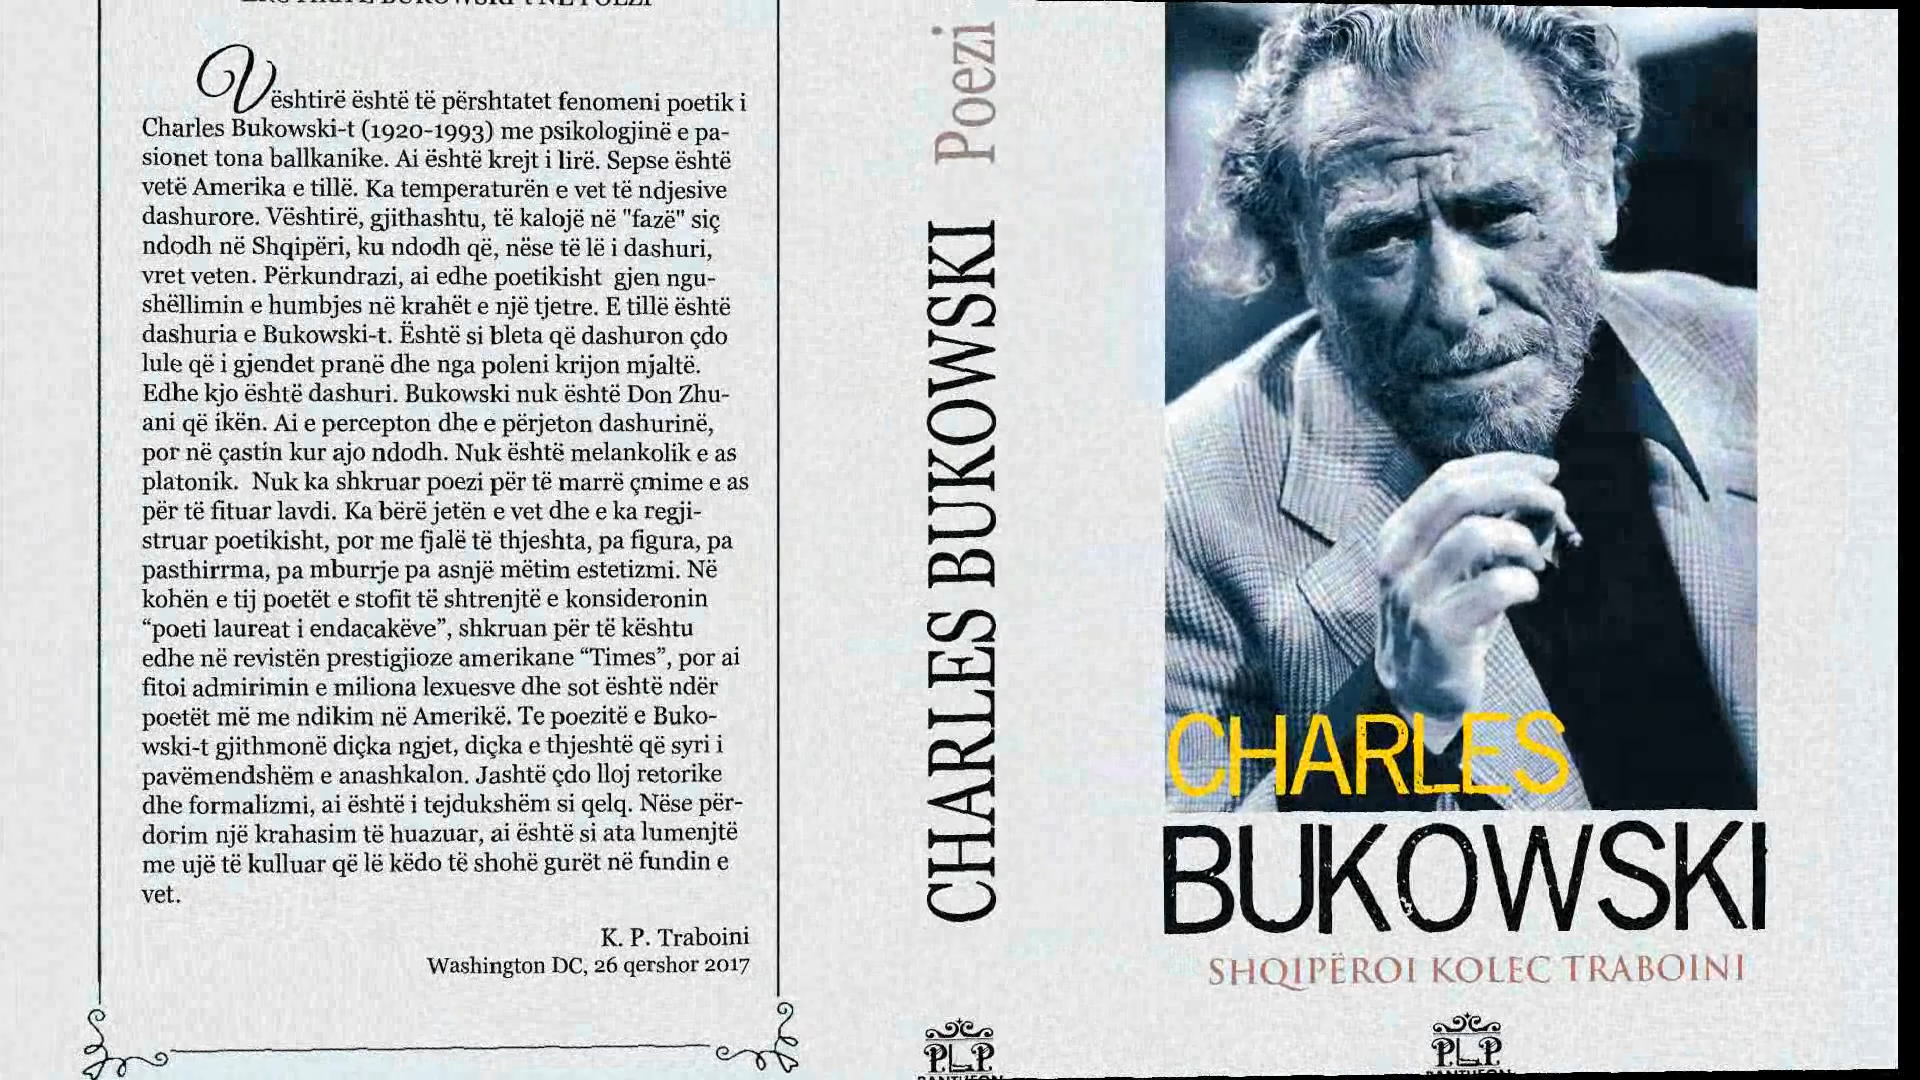 Vështirë është të përshtatet fenomeni poetik i
Charles Bukowski-t (1920-1993) me psikologjinë e pa-
sionet tona ballkanike. Ai është krejt i lirë. Sepse është
vetë Amerika e tillë. Ka temperaturën e vet të ndjesive
dashurore. Vështirë, gjithashtu, të kalojë në "fazë" siç
ndodh në Shqipëri, ku ndodh që, nëse të lë i dashuri,
vret veten. Përkundrazi, ai edhe poetikisht gjen ngu-
shëllimin e humbjes në krahët e një tjetre. E tillë është
dashuria e Bukowski-t. Është si bleta që dashuron çdo
lule që i gjendet pranë dhe nga poleni krijon mjaltë.
Edhe kjo është dashuri. Bukowski nuk është Don Zhu-
ani që ikën. Ai e percepton dhe e përjeton dashurinë,
por në çastin kur ajo ndodh. Nuk është melankolik e as
platonik. Nuk ka shkruar poezi për të marrë çmime e as
për të fituar lavdi. Ka bërë jetën e vet dhe e ka regji-
struar poetikisht, por me fjalë të thjeshta, pa figura, pa
pasthirrma, pa mburrje pa asnjë mëtim estetizmi. Në
kohën e tij poetët e stofit të shtrenjtë e konsideronin
“poeti laureat i endacakëve”, shkruan për të kështu
edhe në revistën prestigjioze amerikane “Times”, por ai
fitoi admirimin e miliona lexuesve dhe sot është ndër
poetët më me ndikim në Amerikë. Te poezitë e Buko-
wski-t gjithmonë diçka ngjet, diçka e thjeshtë që syri i
pavëmendshëm e anashkalon. Jashtë çdo lloj retorike
dhe formalizmi, ai është i tejdukshëm si qelq. Nëse për-
dorim një krahasim të huazuar, ai është si ata lumenjtë
me ujë të kulluar që lë këdo të shohë gurët në fundin e
vet.
K. P. Traboini
Washington DC, 26 qershor 2017
CHARLES BUKOWSKI Poezi
PLP
CHARLES
BUKOWSKI
SHQIPËROI KOLEC TRABOINI
PLP